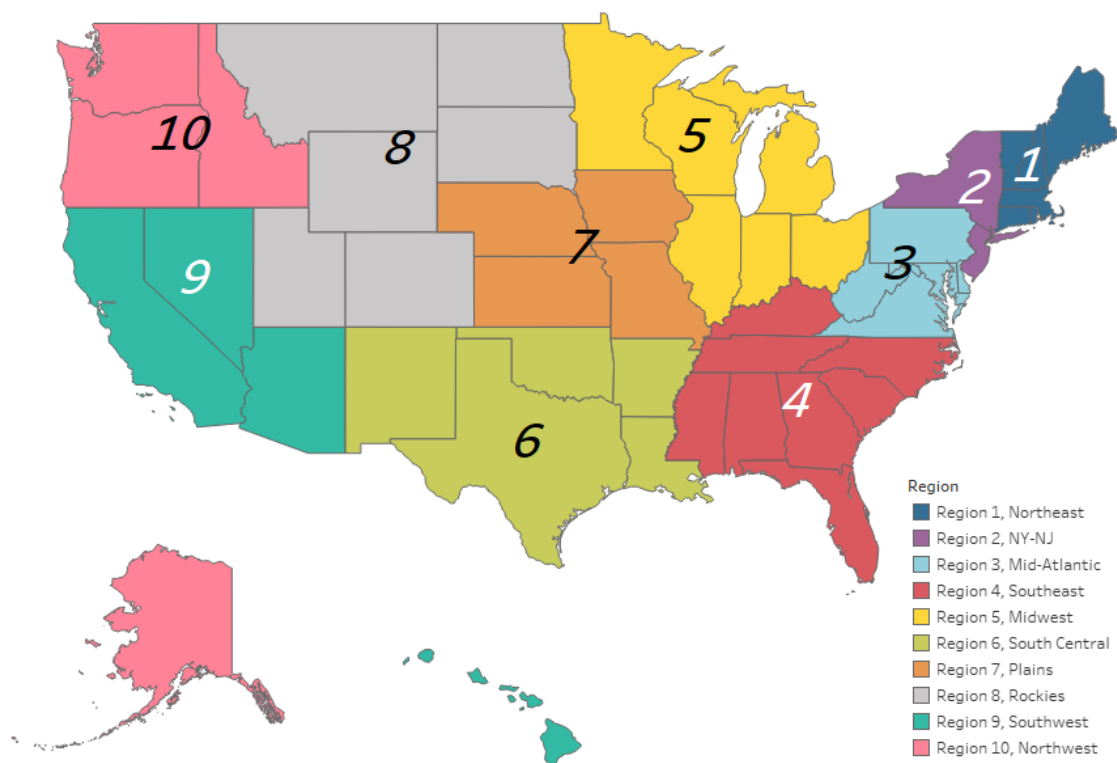 10
8
5
1
2
3
7
9
4
6
Region
Region 1, Northeast
Region 2, NY-NJ
Region 3, Mid-Atlantic
Region 4, Southeast
Region 5, Midwest
Region 6, South Central
Region 7, Plains
Region 8, Rockies
Region 9, Southwest
Region 10, Northwest